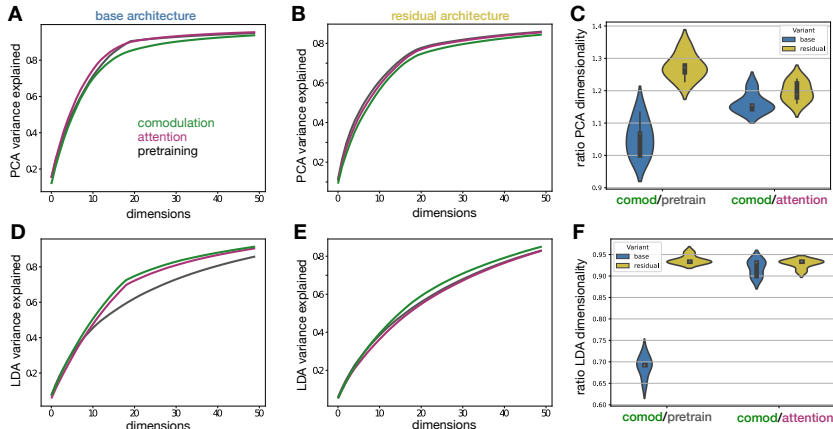 A
base architecture
PCA variance explained
0.8
0.6
0.4
0.2
comodulation
attention
pretraining
0
10
20
30
40
50
dimensions
B
residual architecture
PCA variance explained
0.8
0.6
0.4
0.2
0
10
20
30
40
50
dimensions
C
ratio PCA dimensionality
1.4
1.3
1.2
1.1
1.0
0.9
Variant
base
residual
comod/pretrain
comod/attention
D
LDA variance explained
0.8
0.6
0.4
0.2
0
10
20
30
40
50
dimensions
E
LDA variance explained
0.8
0.6
0.4
0.2
0
10
20
30
40
50
dimensions
F
ratio LDA dimensionality
0.95
0.90
0.85
0.80
0.75
0.70
0.65
0.60
Variant
base
residual
comod/pretrain
comod/attention